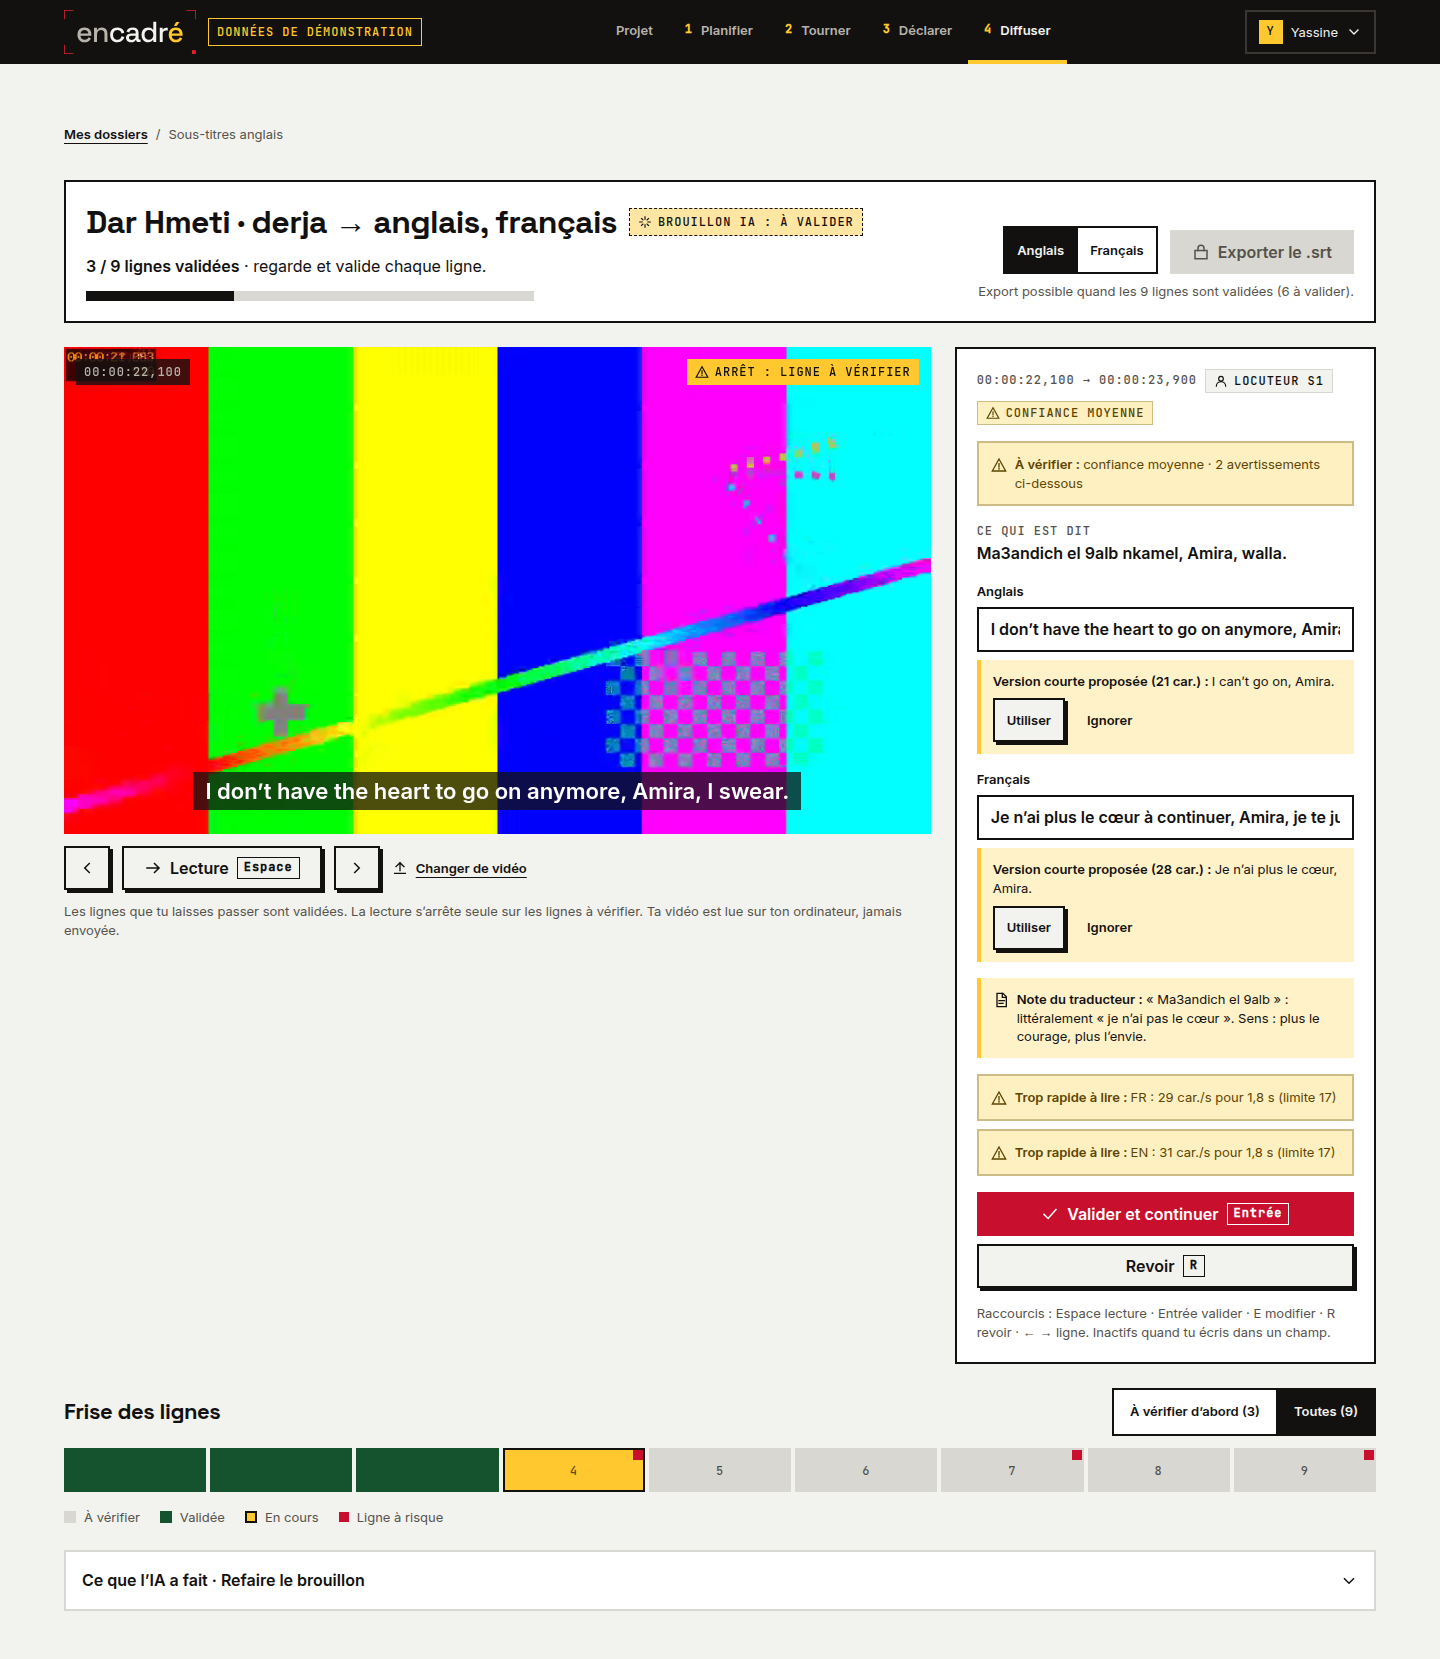 encadré
DONNÉES DE DÉMONSTRATION
Projet
1 Planifier
2 Tourner
3 Déclarer
4 Diffuser
Y Yassine
Mes dossiers / Sous-titres anglais
Dar Hmeti · derja → anglais, français
BROUILLON IA : À VALIDER
3 / 9 lignes validées · regarde et valide chaque ligne.
Anglais
Français
Exporter le .srt
Export possible quand les 9 lignes sont validées (6 à valider).
00:00:22,100
ARRÊT : LIGNE À VÉRIFIER
I don’t have the heart to go on anymore, Amira, I swear.
Lecture Espace
Changer de vidéo
Les lignes que tu laisses passer sont validées. La lecture s’arrête seule sur les lignes à vérifier. Ta vidéo est lue sur ton ordinateur, jamais
envoyée.
00:00:22,100 → 00:00:23,900
LOCUTEUR S1
CONFIANCE MOYENNE
À vérifier : confiance moyenne · 2 avertissements
ci-dessous
CE QUI EST DIT
Ma3andich el 9alb nkamel, Amira, walla.
Anglais
I don’t have the heart to go on anymore, Amira
Version courte proposée (21 car.) : I can’t go on, Amira.
Utiliser
Ignorer
Français
Je n’ai plus le cœur à continuer, Amira, je te ju
Version courte proposée (28 car.) : Je n’ai plus le cœur,
Amira.
Utiliser
Ignorer
Note du traducteur : « Ma3andich el 9alb » :
littéralement « je n’ai pas le cœur ». Sens : plus le
courage, plus l’envie.
Trop rapide à lire : FR : 29 car./s pour 1,8 s (limite 17)
Trop rapide à lire : EN : 31 car./s pour 1,8 s (limite 17)
Valider et continuer Entrée
Revoir R
Raccourcis : Espace lecture · Entrée valider · E modifier · R
revoir · ← → ligne. Inactifs quand tu écris dans un champ.
Frise des lignes
À vérifier d’abord (3)
Toutes (9)
4
5
6
7
8
9
À vérifier
Validée
En cours
Ligne à risque
Ce que l’IA a fait · Refaire le brouillon